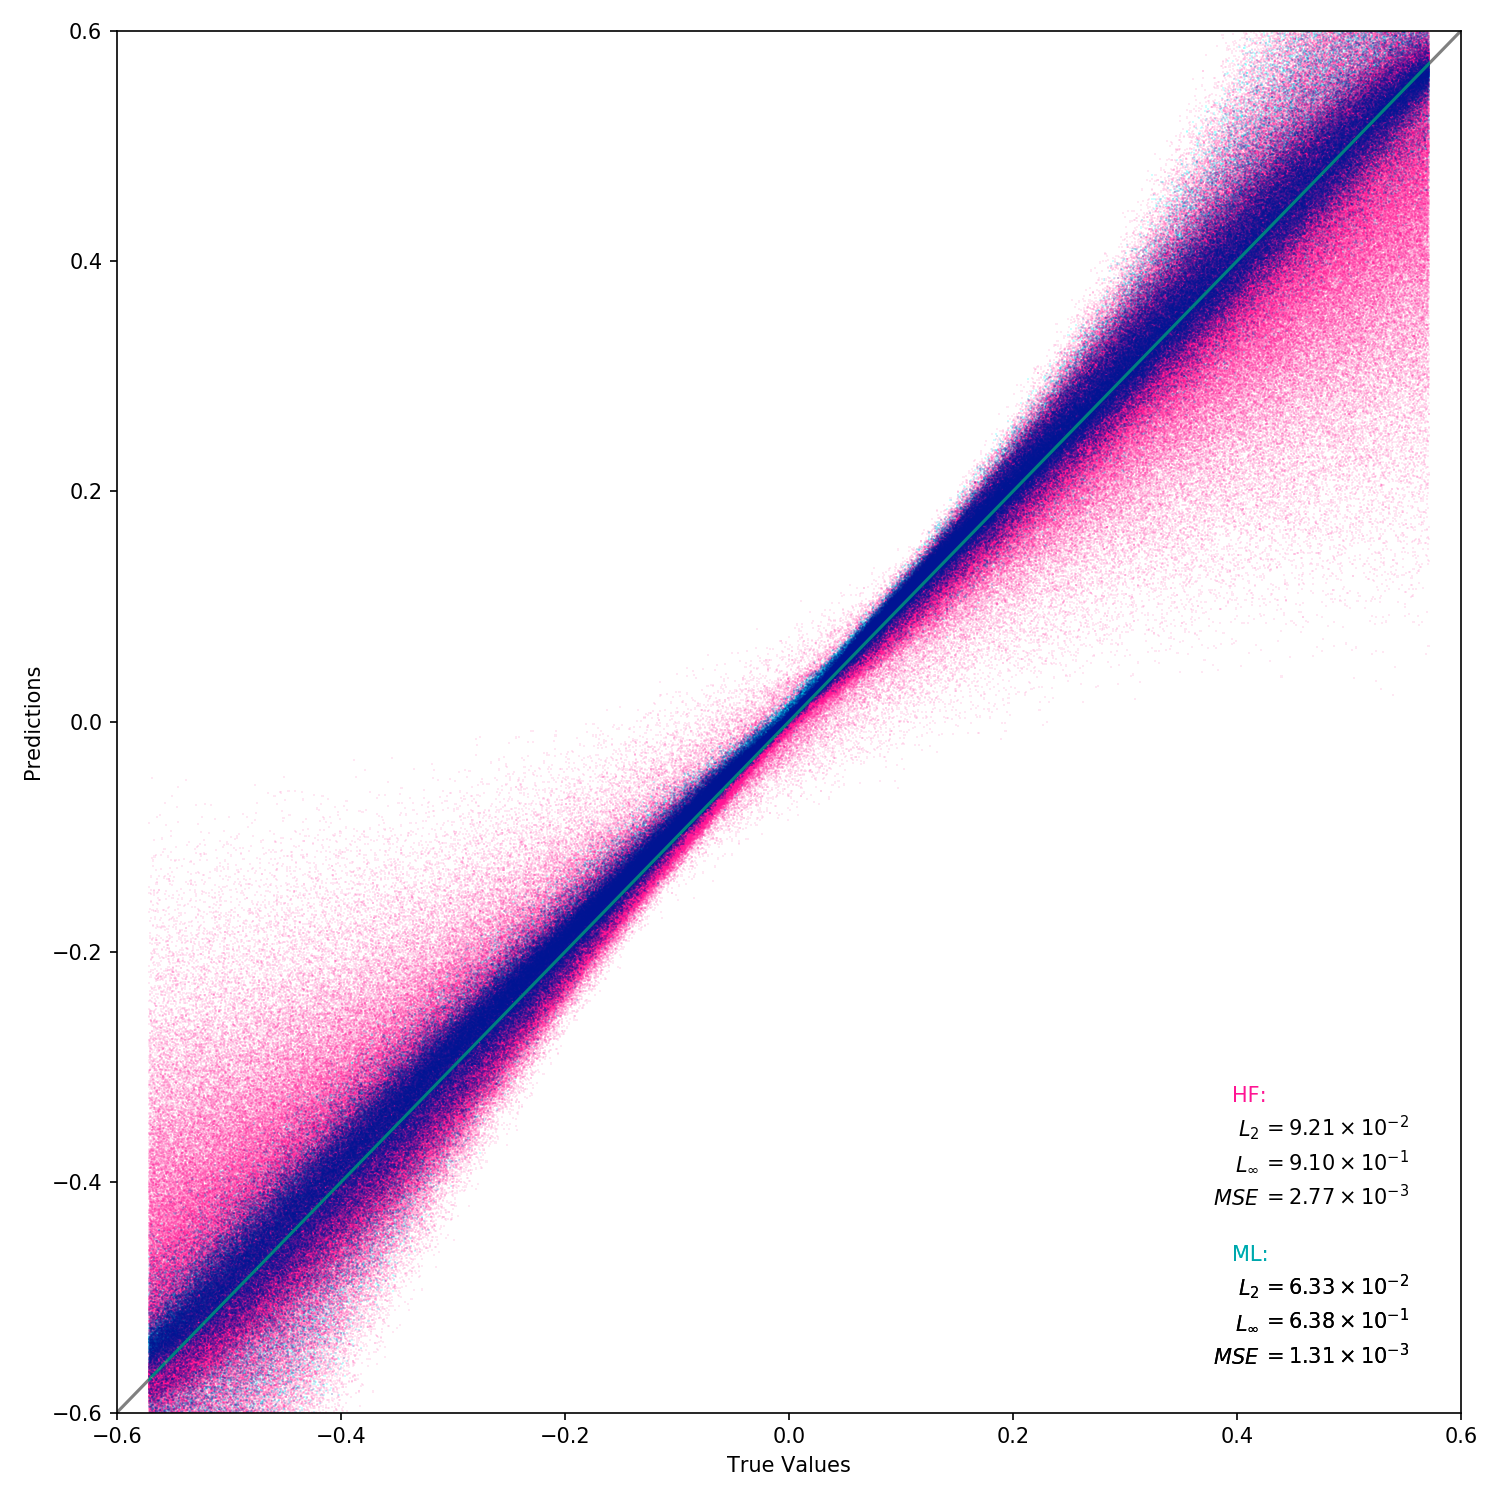 0.6
0.4
0.2
0.0
−0.2
−0.4
−0.6
Predictions
HF:
L₂ = 9.21 × 10⁻²
L∞ = 9.10 × 10⁻¹
MSE = 2.77 × 10⁻³
ML:
L₂ = 6.33 × 10⁻²
L∞ = 6.38 × 10⁻¹
MSE = 1.31 × 10⁻³
−0.6 −0.4 −0.2 0.0 0.2 0.4 0.6
True Values